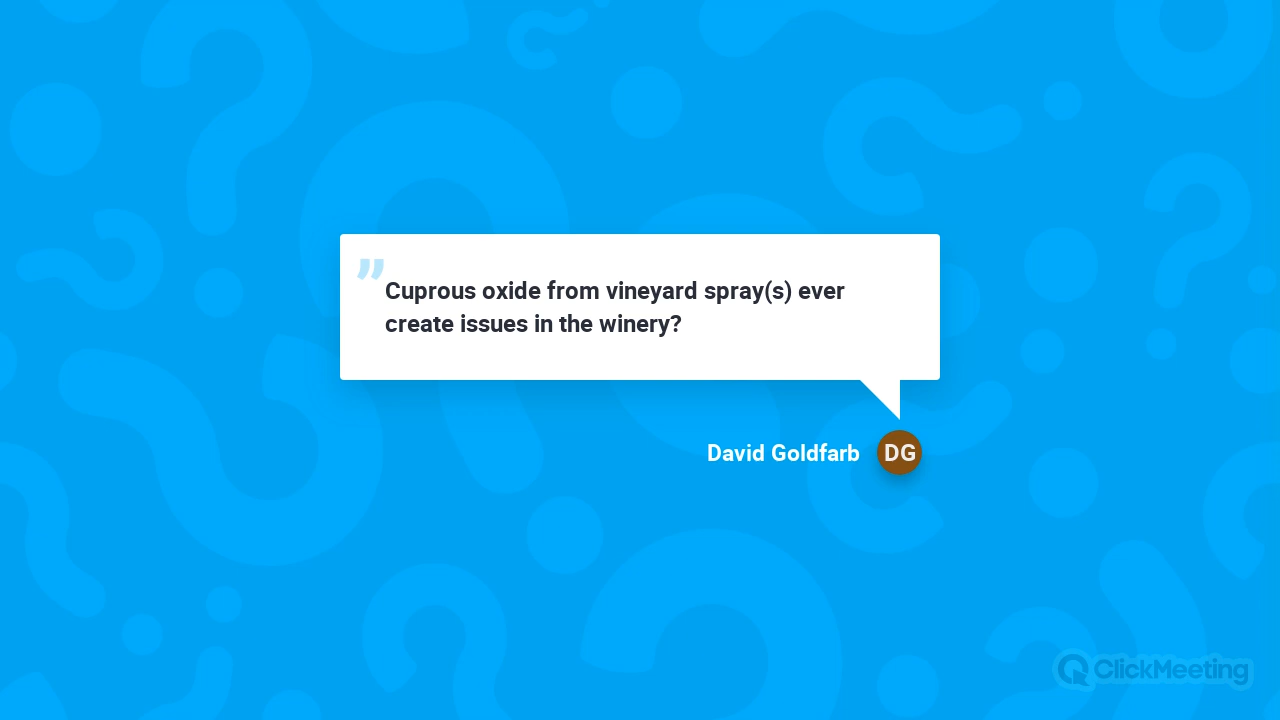 Cuprous oxide from vineyard spray(s) ever
create issues in the winery?
David Goldfarb
DG
ClickMeeting